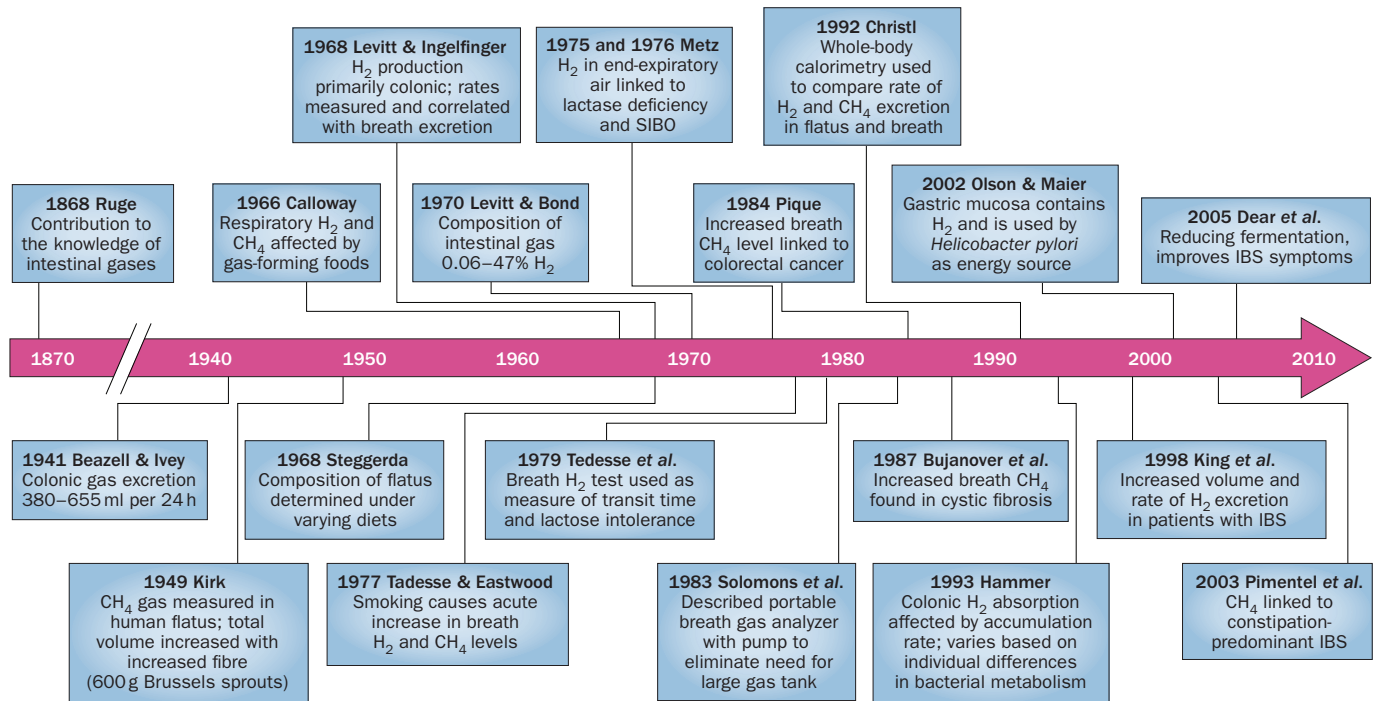 1968 Levitt & Ingelfinger
H₂ production
primarily colonic; rates
measured and correlated
with breath excretion
1975 and 1976 Metz
H₂ in end-expiratory
air linked to
lactase deficiency
and SIBO
1992 Christl
Whole-body
calorimetry used
to compare rate of
H₂ and CH₄ excretion
in flatus and breath
1868 Ruge
Contribution to
the knowledge of
intestinal gases
1966 Calloway
Respiratory H₂ and
CH₄ affected by
gas-forming foods
1970 Levitt & Bond
Composition of
intestinal gas
0.06–47% H₂
1984 Pique
Increased breath
CH₄ level linked to
colorectal cancer
2002 Olson & Maier
Gastric mucosa contains
H₂ and is used by
Helicobacter pylori
as energy source
2005 Dear et al.
Reducing fermentation,
improves IBS symptoms
1870 1940 1950 1960 1970 1980 1990 2000 2010
1941 Beazell & Ivey
Colonic gas excretion
380–655 ml per 24 h
1968 Steggerda
Composition of flatus
determined under
varying diets
1979 Tedesse et al.
Breath H₂ test used as
measure of transit time
and lactose intolerance
1987 Bujanover et al.
Increased breath CH₄
found in cystic fibrosis
1998 King et al.
Increased volume and
rate of H₂ excretion
in patients with IBS
1949 Kirk
CH₄ gas measured in
human flatus; total
volume increased with
increased fibre
(600 g Brussels sprouts)
1977 Tadesse & Eastwood
Smoking causes acute
increase in breath
H₂ and CH₄ levels
1983 Solomons et al.
Described portable
breath gas analyzer
with pump to
eliminate need for
large gas tank
1993 Hammer
Colonic H₂ absorption
affected by accumulation
rate; varies based on
individual differences
in bacterial metabolism
2003 Pimentel et al.
CH₄ linked to
constipation-
predominant IBS